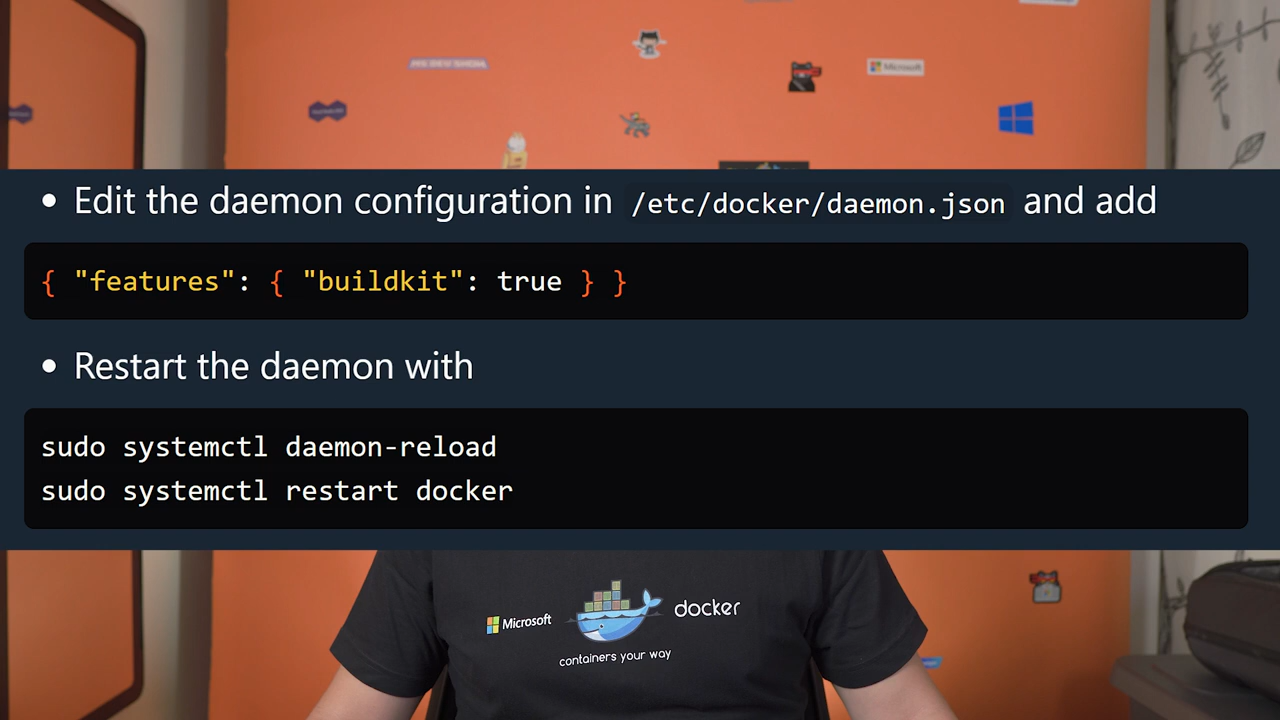 Microsoft
Edit the daemon configuration in /etc/docker/daemon.json and add
{ "features": { "buildkit": true } }
Restart the daemon with
sudo systemctl daemon-reload
sudo systemctl restart docker
Microsoft
docker
containers your way